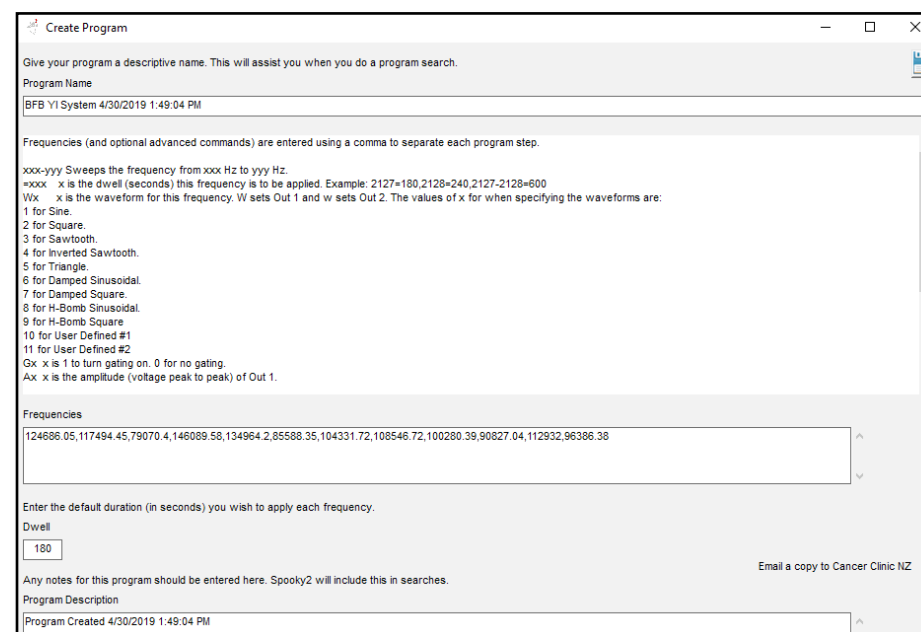 Create Program
Give your program a descriptive name. This will assist you when you do a program search.
Program Name
BFB YI System 4/30/2019 1:49:04 PM
Frequencies (and optional advanced commands) are entered using a comma to separate each program step.
xxx-yyy Sweeps the frequency from xxx Hz to yyy Hz.
=xxx x is the dwell (seconds) this frequency is to be applied. Example: 2127=180,2128=240,2127-2128=600
Wx x is the waveform for this frequency. W sets Out 1 and w sets Out 2. The values of x for when specifying the waveforms are:
1 for Sine.
2 for Square.
3 for Sawtooth.
4 for Inverted Sawtooth.
5 for Triangle.
6 for Damped Sinusoidal.
7 for Damped Square.
8 for H-Bomb Sinusoidal.
9 for H-Bomb Square
10 for User Defined #1
11 for User Defined #2
Gx x is 1 to turn gating on. 0 for no gating.
Ax x is the amplitude (voltage peak to peak) of Out 1.
Frequencies
124686.05,117494.45,79070.4,146089.58,134964.2,85588.35,104331.72,108546.72,100280.39,90827.04,112932,96386.38
Enter the default duration (in seconds) you wish to apply each frequency.
Dwell
180
Email a copy to Cancer Clinic NZ
Any notes for this program should be entered here. Spooky2 will include this in searches.
Program Description
Program Created 4/30/2019 1:49:04 PM